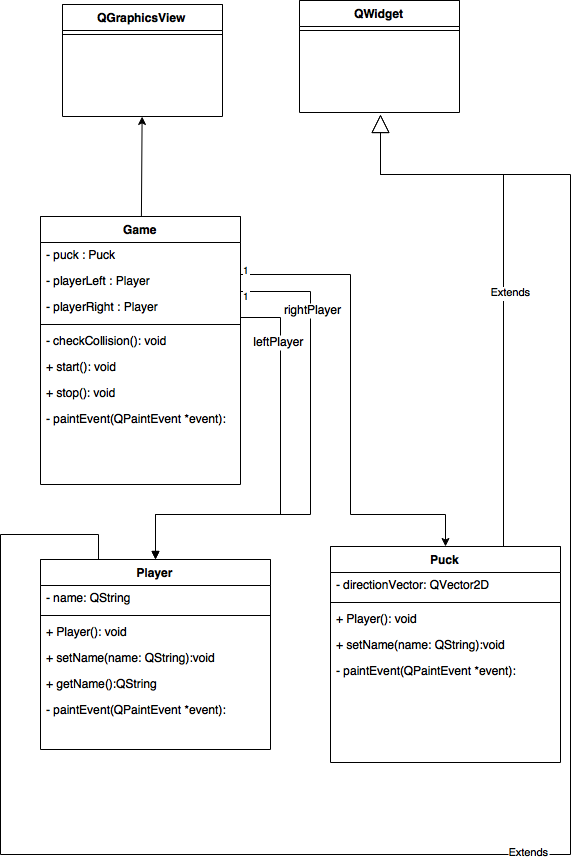 QGraphicsView
QWidget
Game
- puck : Puck
- playerLeft : Player
- playerRight : Player
- checkCollision(): void
+ start(): void
+ stop(): void
- paintEvent(QPaintEvent *event):
1
1
rightPlayer
leftPlayer
Extends
Player
- name: QString
+ Player(): void
+ setName(name: QString):void
+ getName():QString
- paintEvent(QPaintEvent *event):
Puck
- directionVector: QVector2D
+ Player(): void
+ setName(name: QString):void
- paintEvent(QPaintEvent *event):
Extends